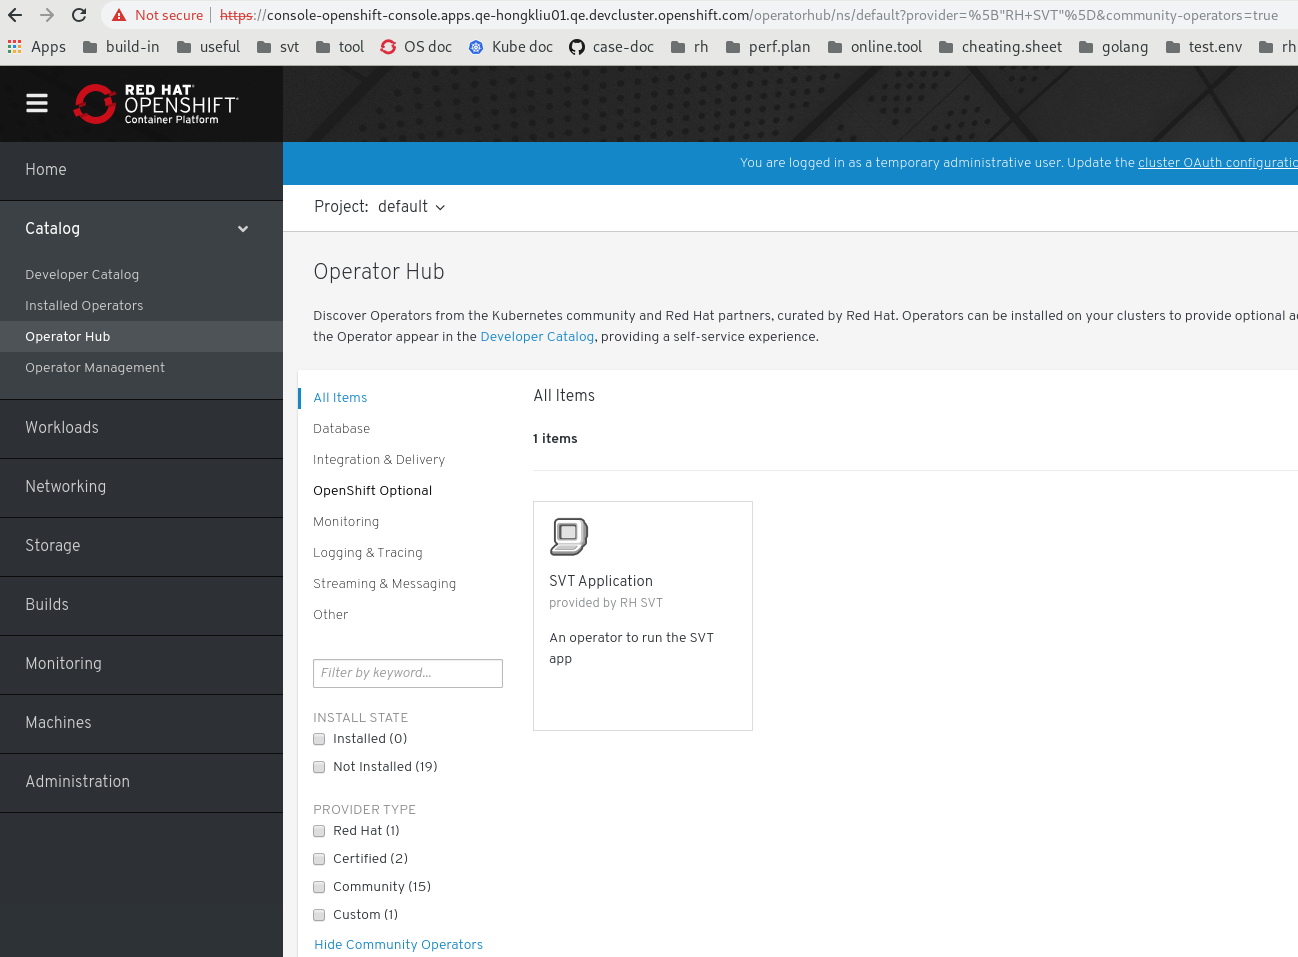 Not secure | https://console-openshift-console.apps.qe-hongkliu01.qe.devcluster.openshift.com/operatorhub/ns/default?provider=%5B"RH+SVT"%5D&community-operators=true
Apps build-in useful svt tool OS doc Kube doc case-doc rh perf.plan online.tool cheating.sheet golang test.env rh
RED HAT®
OPENSHIFT®
Container Platform
Home
Catalog
Developer Catalog
Installed Operators
Operator Hub
Operator Management
Workloads
Networking
Storage
Builds
Monitoring
Machines
Administration
You are logged in as a temporary administrative user. Update the cluster OAuth configuratio
Project: default
Operator Hub
Discover Operators from the Kubernetes community and Red Hat partners, curated by Red Hat. Operators can be installed on your clusters to provide optional a
the Operator appear in the Developer Catalog, providing a self-service experience.
All Items
Database
Integration & Delivery
OpenShift Optional
Monitoring
Logging & Tracing
Streaming & Messaging
Other
Filter by keyword...
INSTALL STATE
Installed (0)
Not Installed (19)
PROVIDER TYPE
Red Hat (1)
Certified (2)
Community (15)
Custom (1)
Hide Community Operators
All Items
1 items
SVT Application
provided by RH SVT
An operator to run the SVT
app